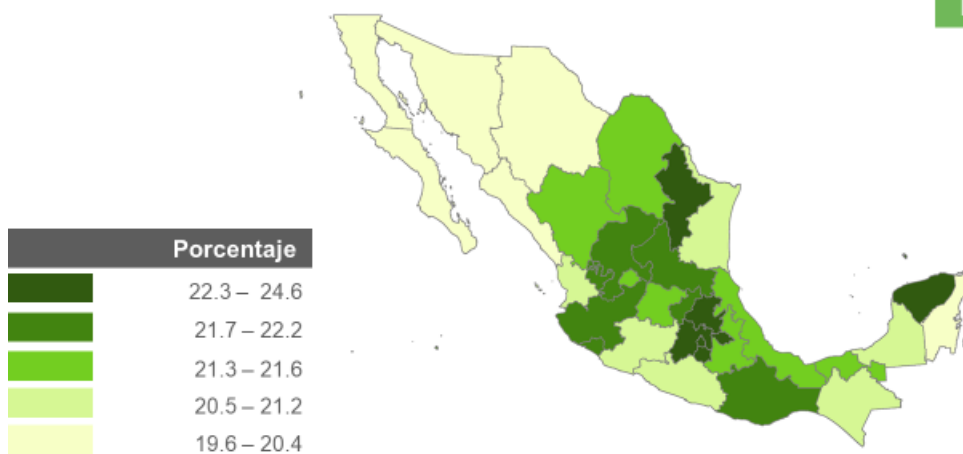 Porcentaje
22.3 – 24.6
21.7 – 22.2
21.3 – 21.6
20.5 – 21.2
19.6 – 20.4